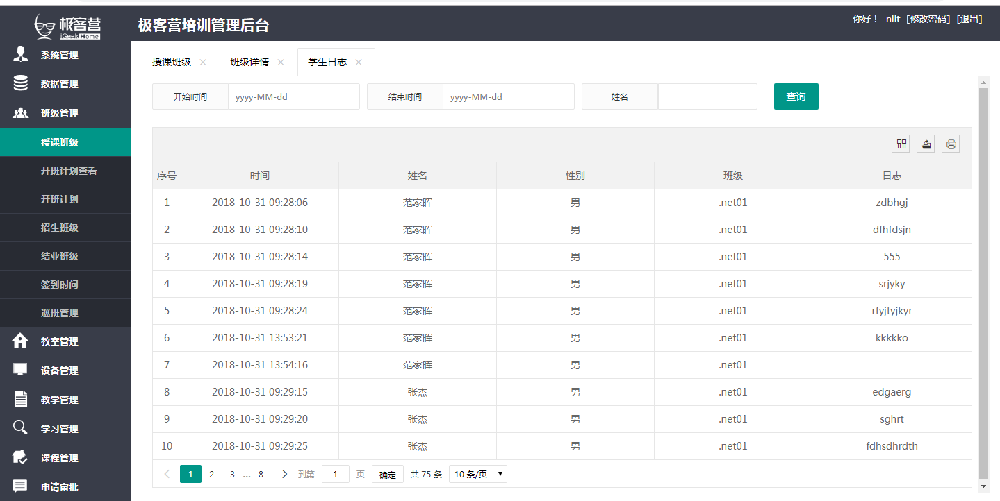 极客营
iGeekHome
极客营培训管理后台
你好！ niit [修改密码] [退出]
系统管理
数据管理
班级管理
授课班级
开班计划查看
开班计划
招生班级
结业班级
签到时间
巡班管理
教室管理
设备管理
教学管理
学习管理
课程管理
申请审批
授课班级 班级详情 学生日志
开始时间 yyyy-MM-dd 结束时间 yyyy-MM-dd 姓名 查询
序号 时间 姓名 性别 班级 日志
1 2018-10-31 09:28:06 范家晖 男 .net01 zdbhgj
2 2018-10-31 09:28:10 范家晖 男 .net01 dfhfdsjn
3 2018-10-31 09:28:14 范家晖 男 .net01 555
4 2018-10-31 09:28:19 范家晖 男 .net01 srjyky
5 2018-10-31 09:28:24 范家晖 男 .net01 rfyjtyjkyr
6 2018-10-31 13:53:21 范家晖 男 .net01 kkkkko
7 2018-10-31 13:54:16 范家晖 男 .net01
8 2018-10-31 09:29:15 张杰 男 .net01 edgaerg
9 2018-10-31 09:29:20 张杰 男 .net01 sghrt
10 2018-10-31 09:29:25 张杰 男 .net01 fdhsdhrdth
1 2 3 … 8 到第 1 页 确定 共 75 条 10 条/页